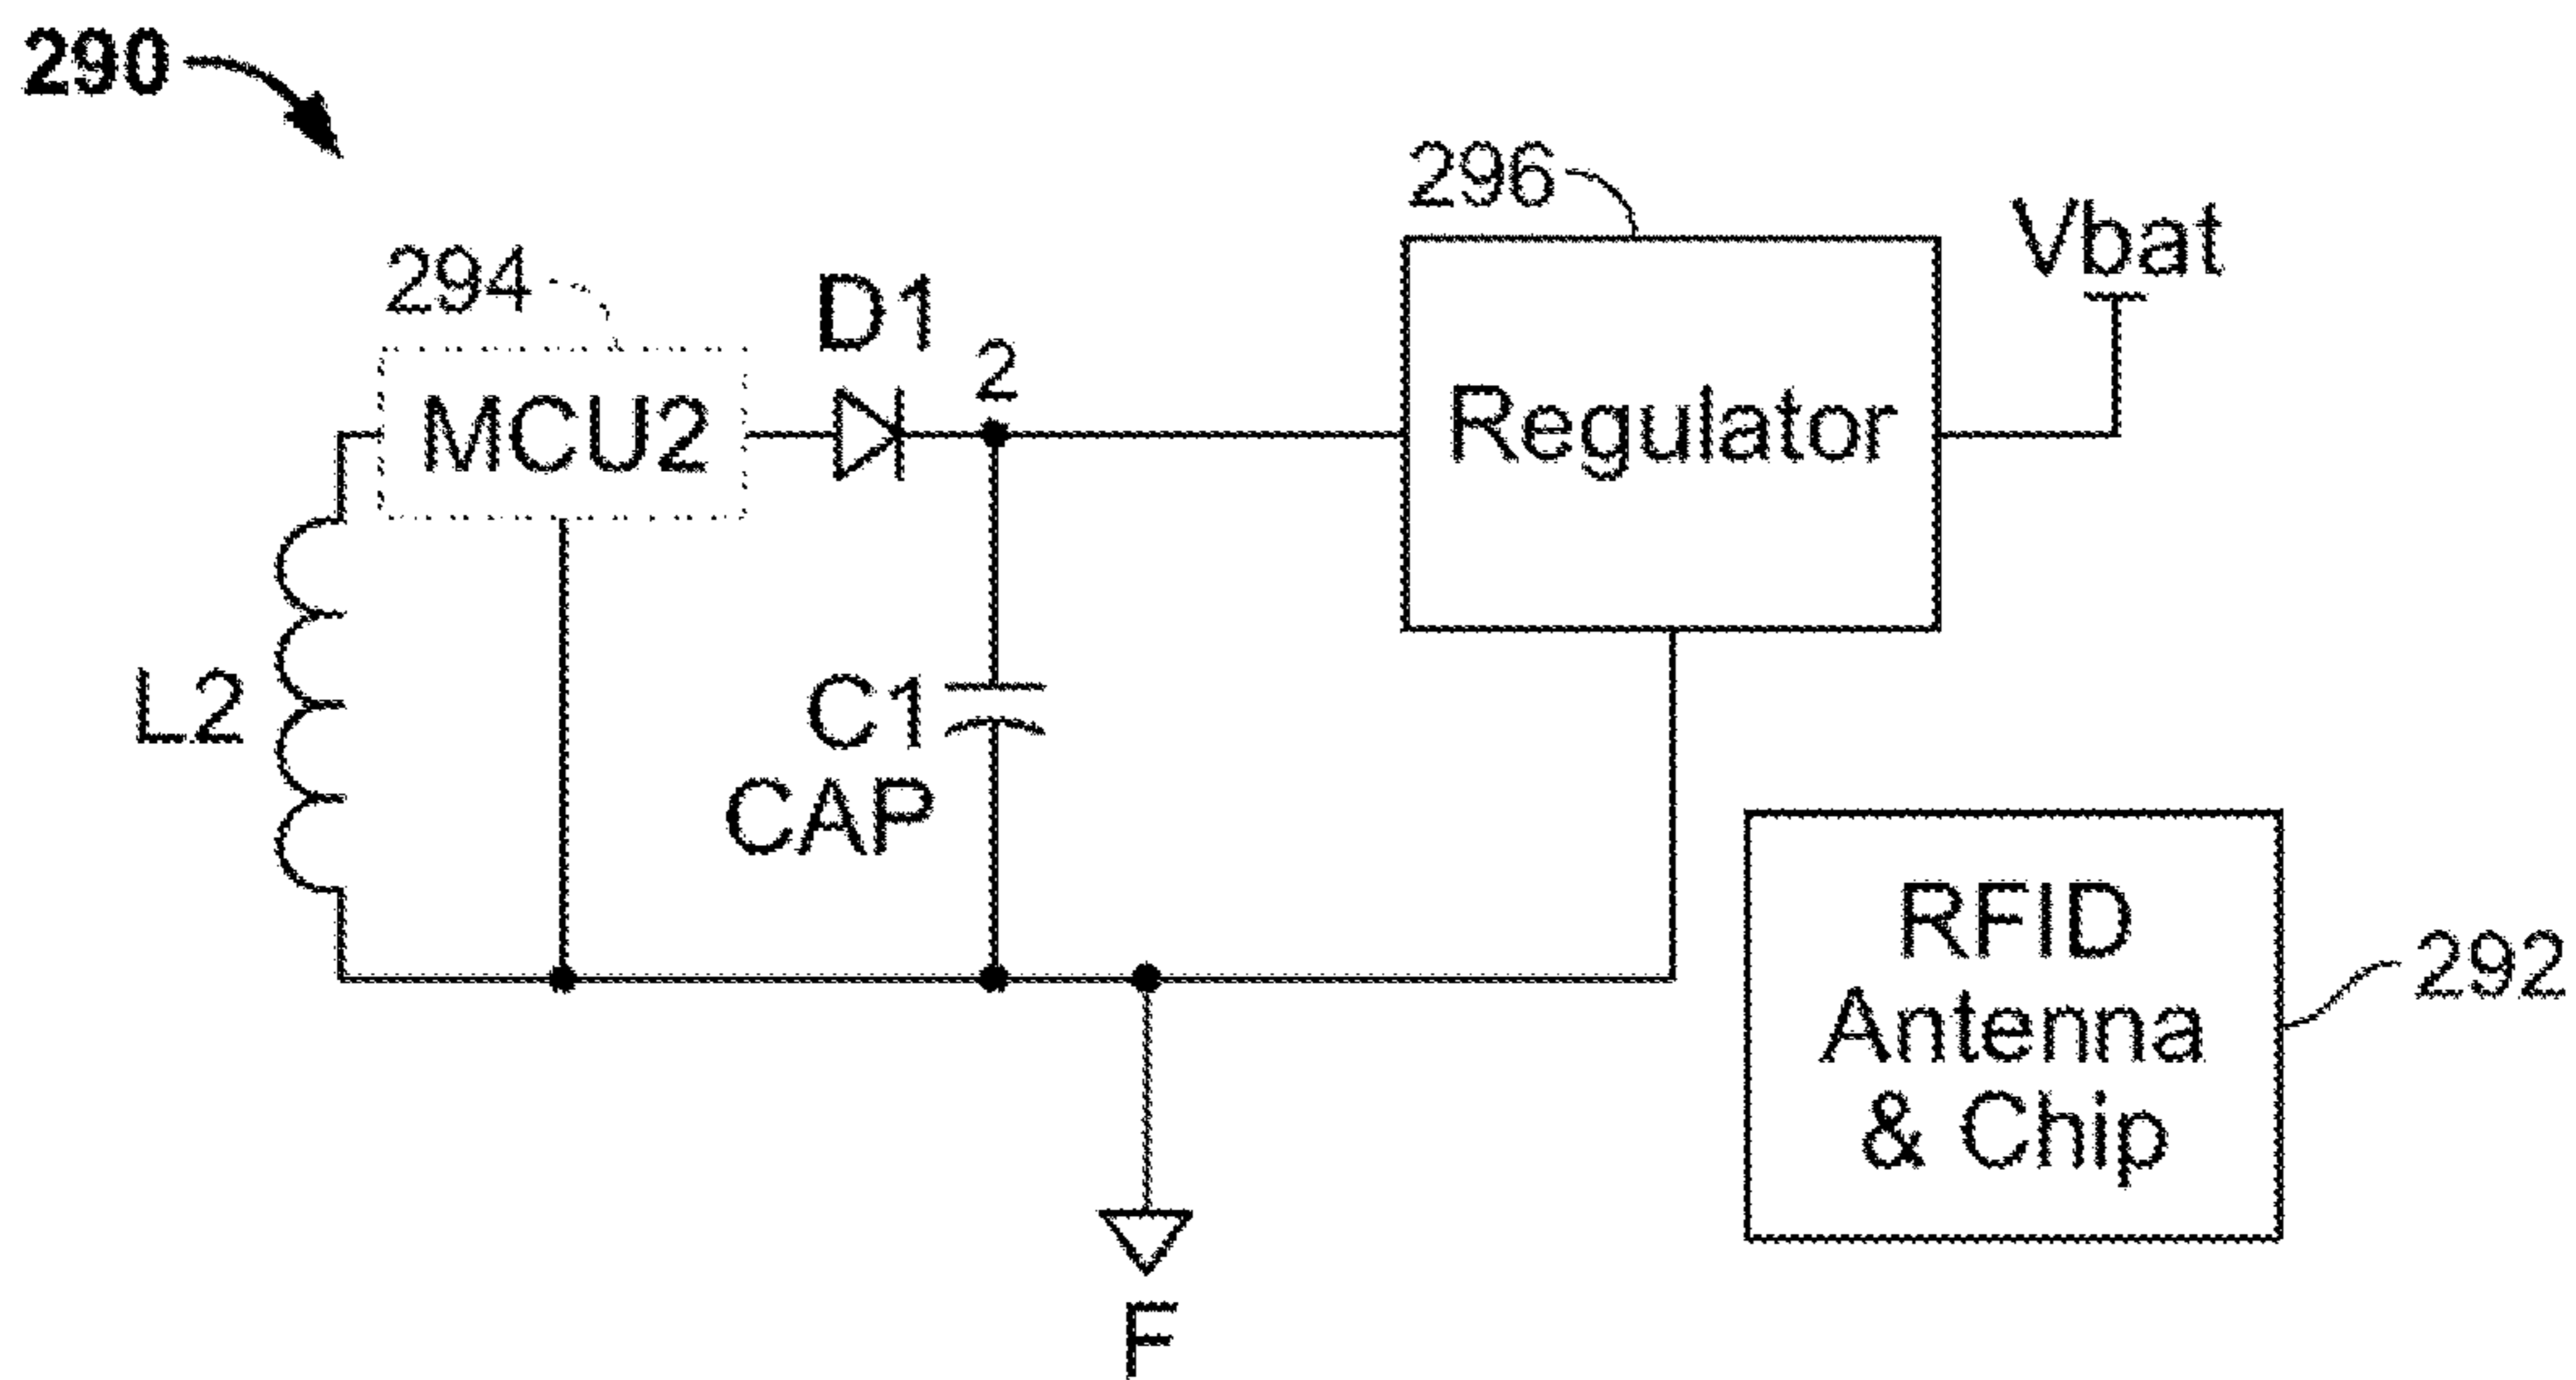 290
296
Vbat
294
D1
2
MCU2
Regulator
L2
C1
CAP
RFID
Antenna
& Chip
292
F